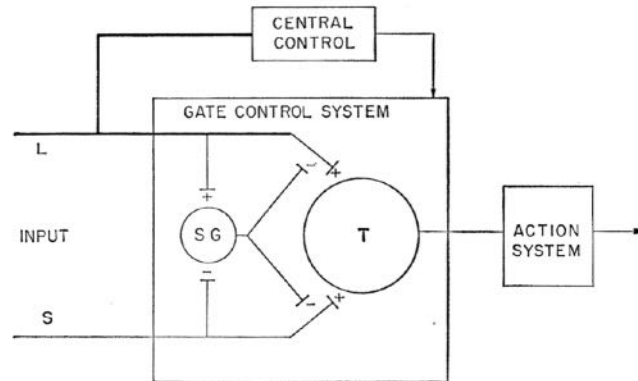 CENTRAL
CONTROL
GATE CONTROL SYSTEM
L
+
-
+
INPUT
SG
T
ACTION
SYSTEM
-
-
+
S